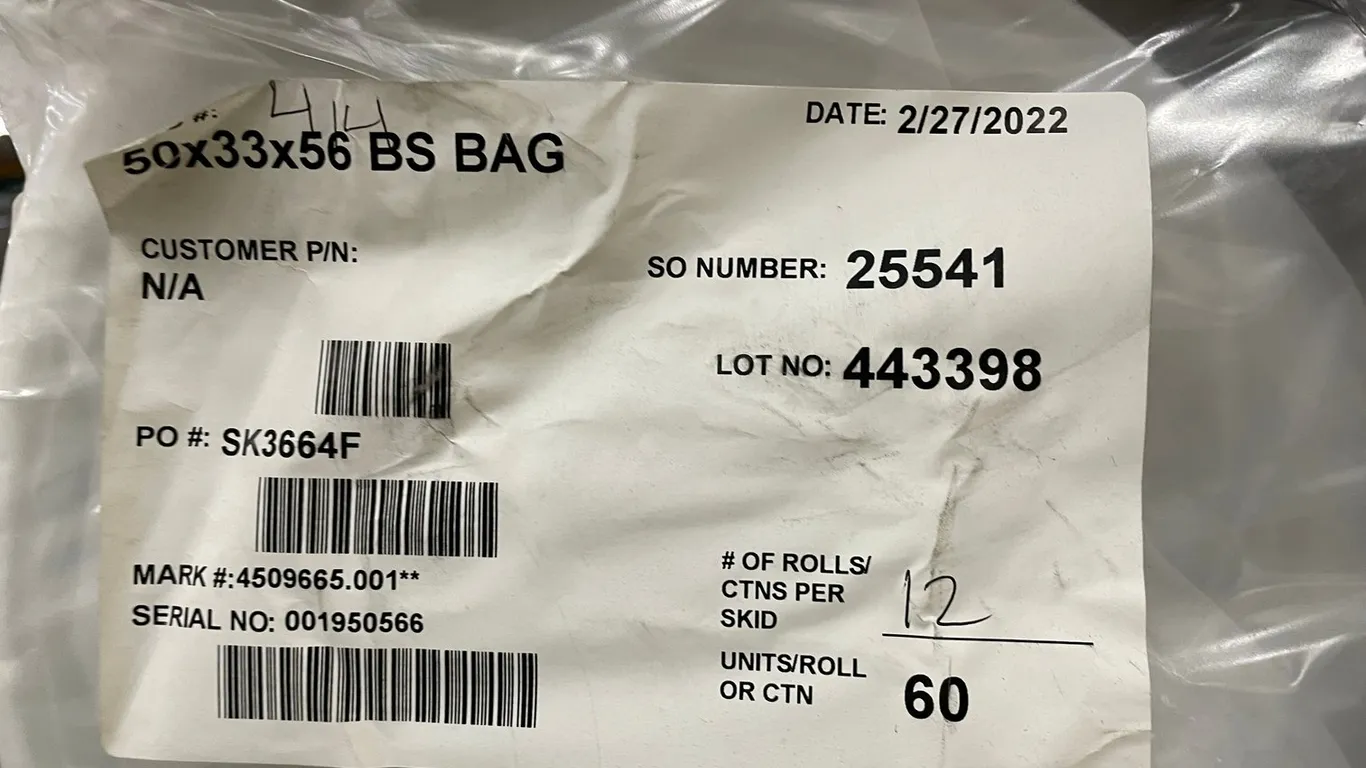 #: 414
DATE: 2/27/2022
50x33x56 BS BAG
CUSTOMER P/N:
N/A
SO NUMBER: 25541
LOT NO: 443398
PO #: SK3664F
MARK #:4509665.001**
SERIAL NO: 001950566
# OF ROLLS/
CTNS PER
SKID
12
UNITS/ROLL
OR CTN
60